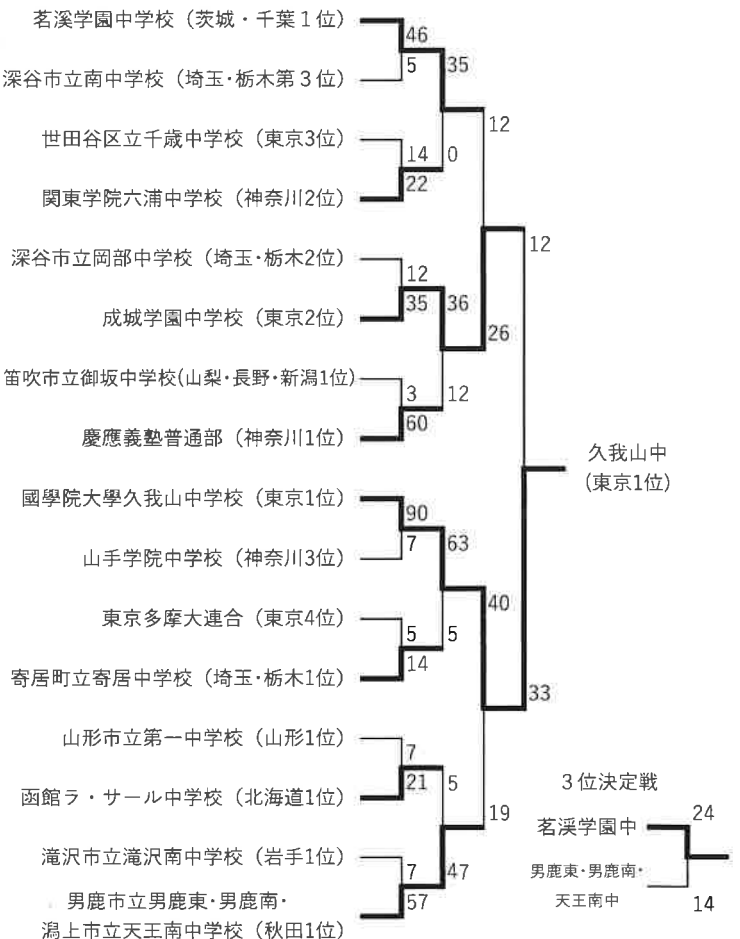 茗溪学園中学校（茨城・千葉１位）
46
5
35
深谷市立南中学校（埼玉・栃木第３位）
12
世田谷区立千歳中学校（東京3位）
14
0
22
関東学院六浦中学校（神奈川2位）
12
深谷市立岡部中学校（埼玉・栃木2位）
12
35
36
成城学園中学校（東京2位）
26
笛吹市立御坂中学校(山梨・長野・新潟1位)
3
12
60
慶應義塾普通部（神奈川1位）
久我山中
(東京1位)
國學院大學久我山中学校（東京1位）
90
7
63
山手学院中学校（神奈川3位）
40
東京多摩大連合（東京4位）
5
5
14
寄居町立寄居中学校（埼玉・栃木1位）
33
山形市立第一中学校（山形1位）
7
21
5
函館ラ・サール中学校（北海道1位）
19
滝沢市立滝沢南中学校（岩手1位）
7
47
57
男鹿市立男鹿東・男鹿南・
潟上市立天王南中学校（秋田1位）
３位決定戦
茗溪学園中
24
男鹿東・男鹿南・
天王南中
14